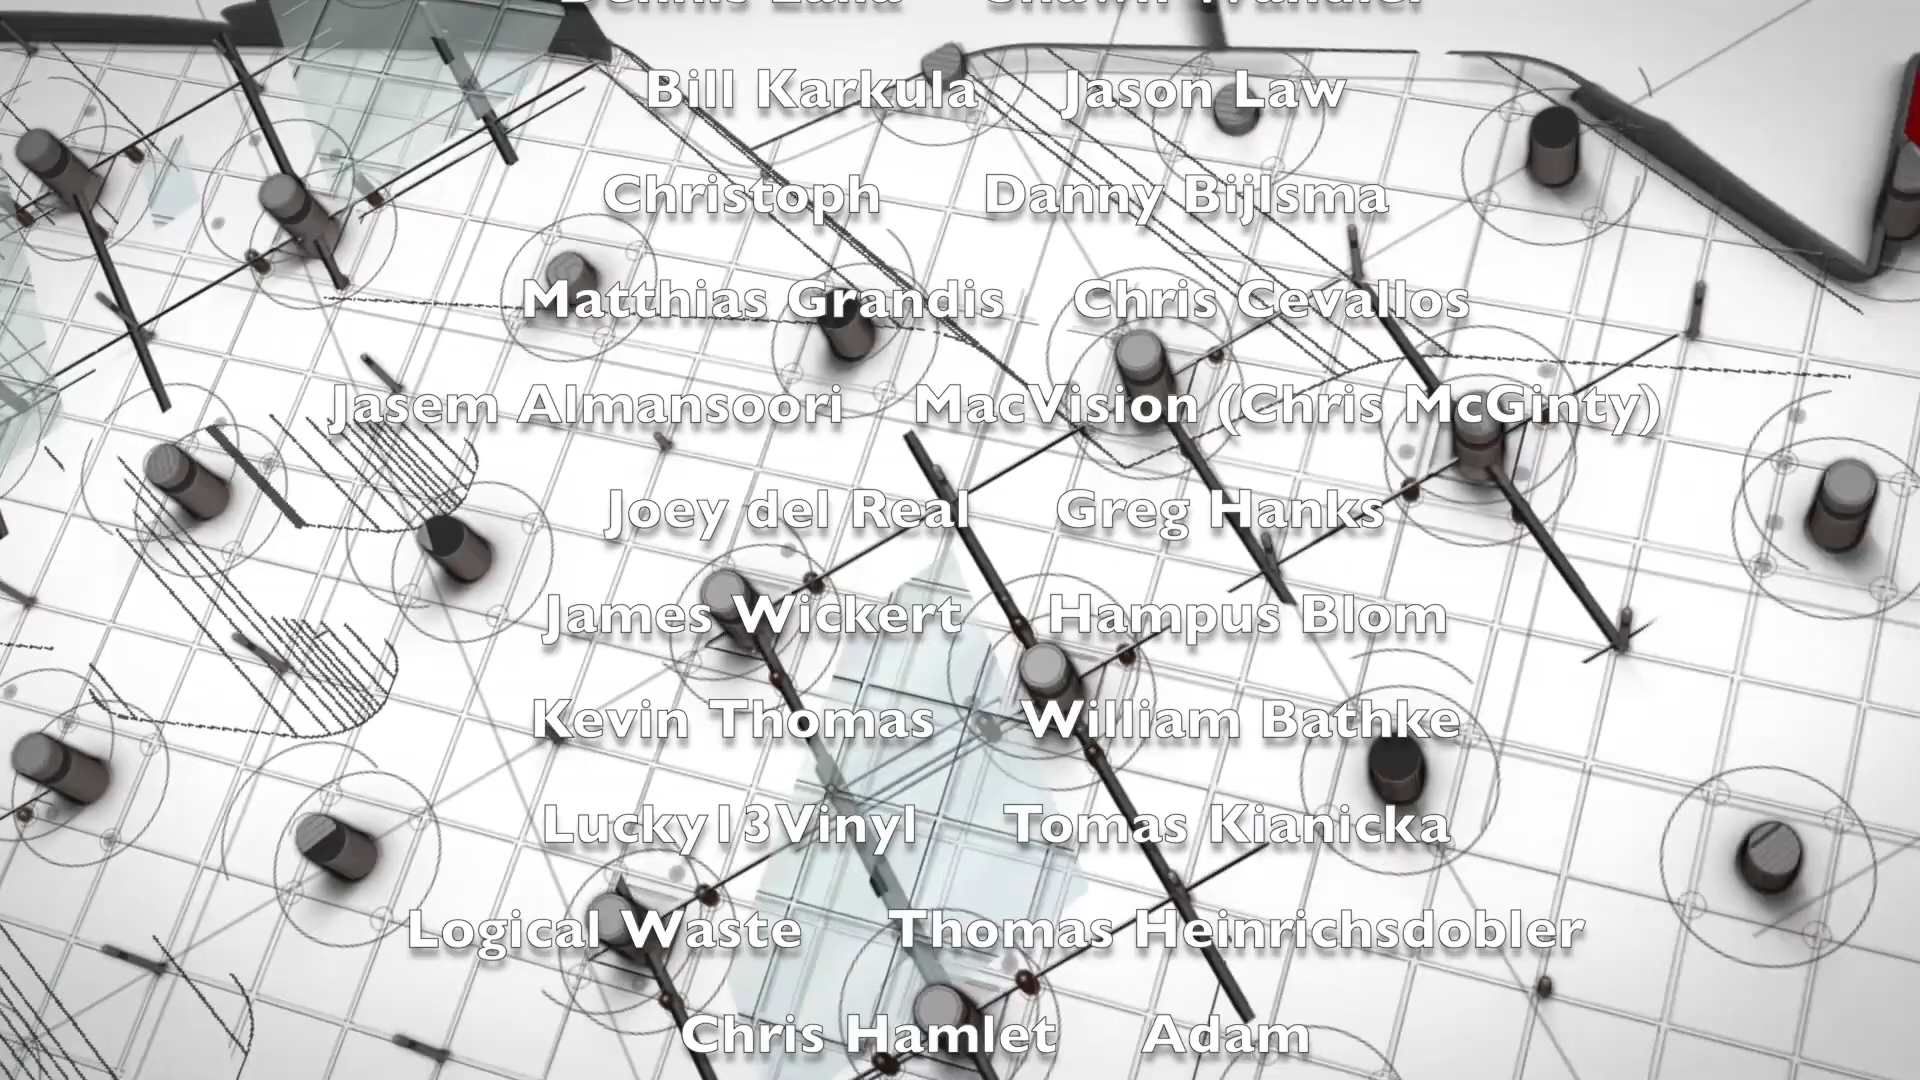 Bill Karkula Jason Law
Christoph Danny Bijlsma
Matthias Grandis Chris Cevallos
Jasem Almansoori MacVision (Chris McGinty)
Joey del Real Greg Hanks
James Wickert Hampus Blom
Kevin Thomas William Bathke
Lucky13Vinyl Tomas Kianicka
Logical Waste Thomas Heinrichsdobler
Chris Hamlet Adam